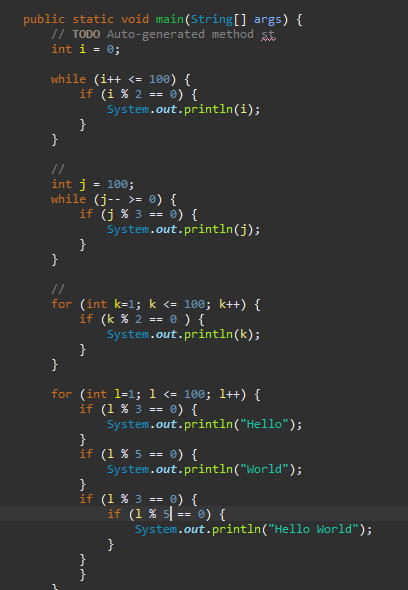 public static void main(String[] args) {
// TODO Auto-generated method st
int i = 0;
while (i++ <= 100) {
if (i % 2 == 0) {
System.out.println(i);
}
}
//
int j = 100;
while (j-- >= 0) {
if (j % 3 == 0) {
System.out.println(j);
}
}
//
for (int k=1; k <= 100; k++) {
if (k % 2 == 0 ) {
System.out.println(k);
}
}
for (int l=1; l <= 100; l++) {
if (l % 3 == 0) {
System.out.println("Hello");
}
if (l % 5 == 0) {
System.out.println("World");
}
if (l % 3 == 0) {
if (l % 5 == 0) {
System.out.println("Hello World");
}
}
}
}